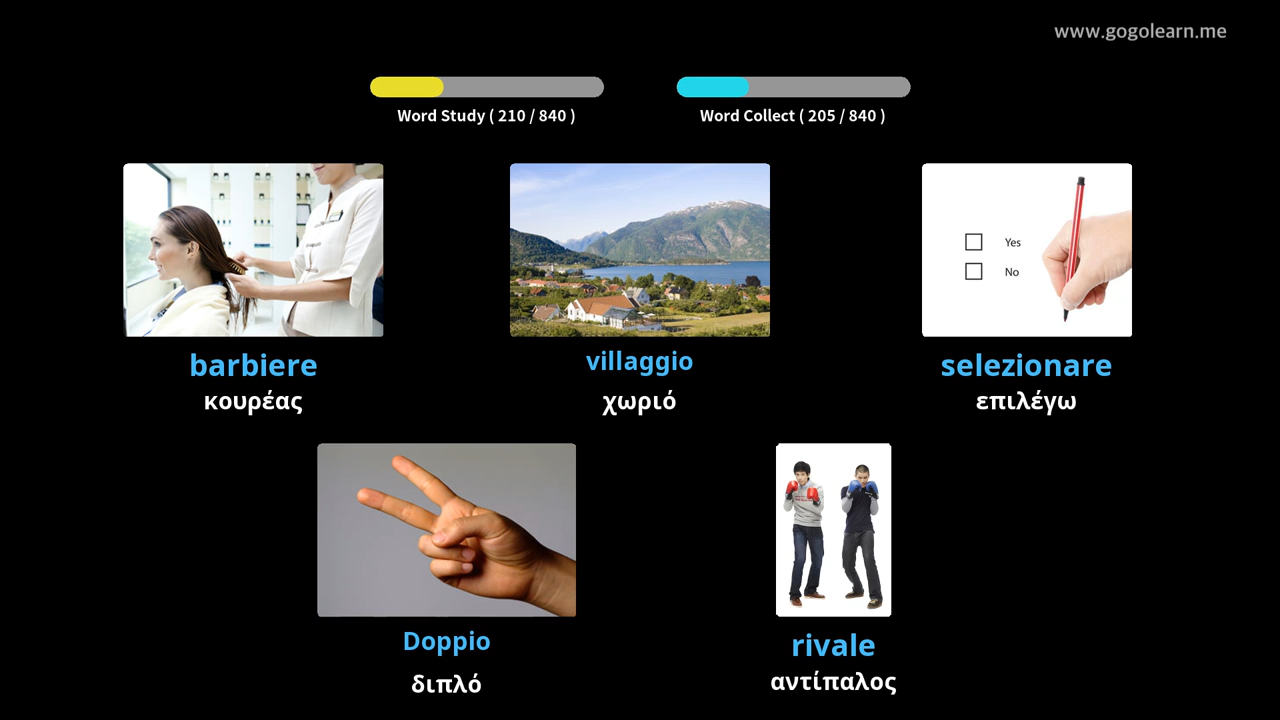 www.gogolearn.me
Word Study ( 210 / 840 )
Word Collect ( 205 / 840 )
Yes
No
barbiere
κουρέας
villaggio
χωριό
selezionare
επιλέγω
Doppio
διπλό
rivale
αντίπαλος